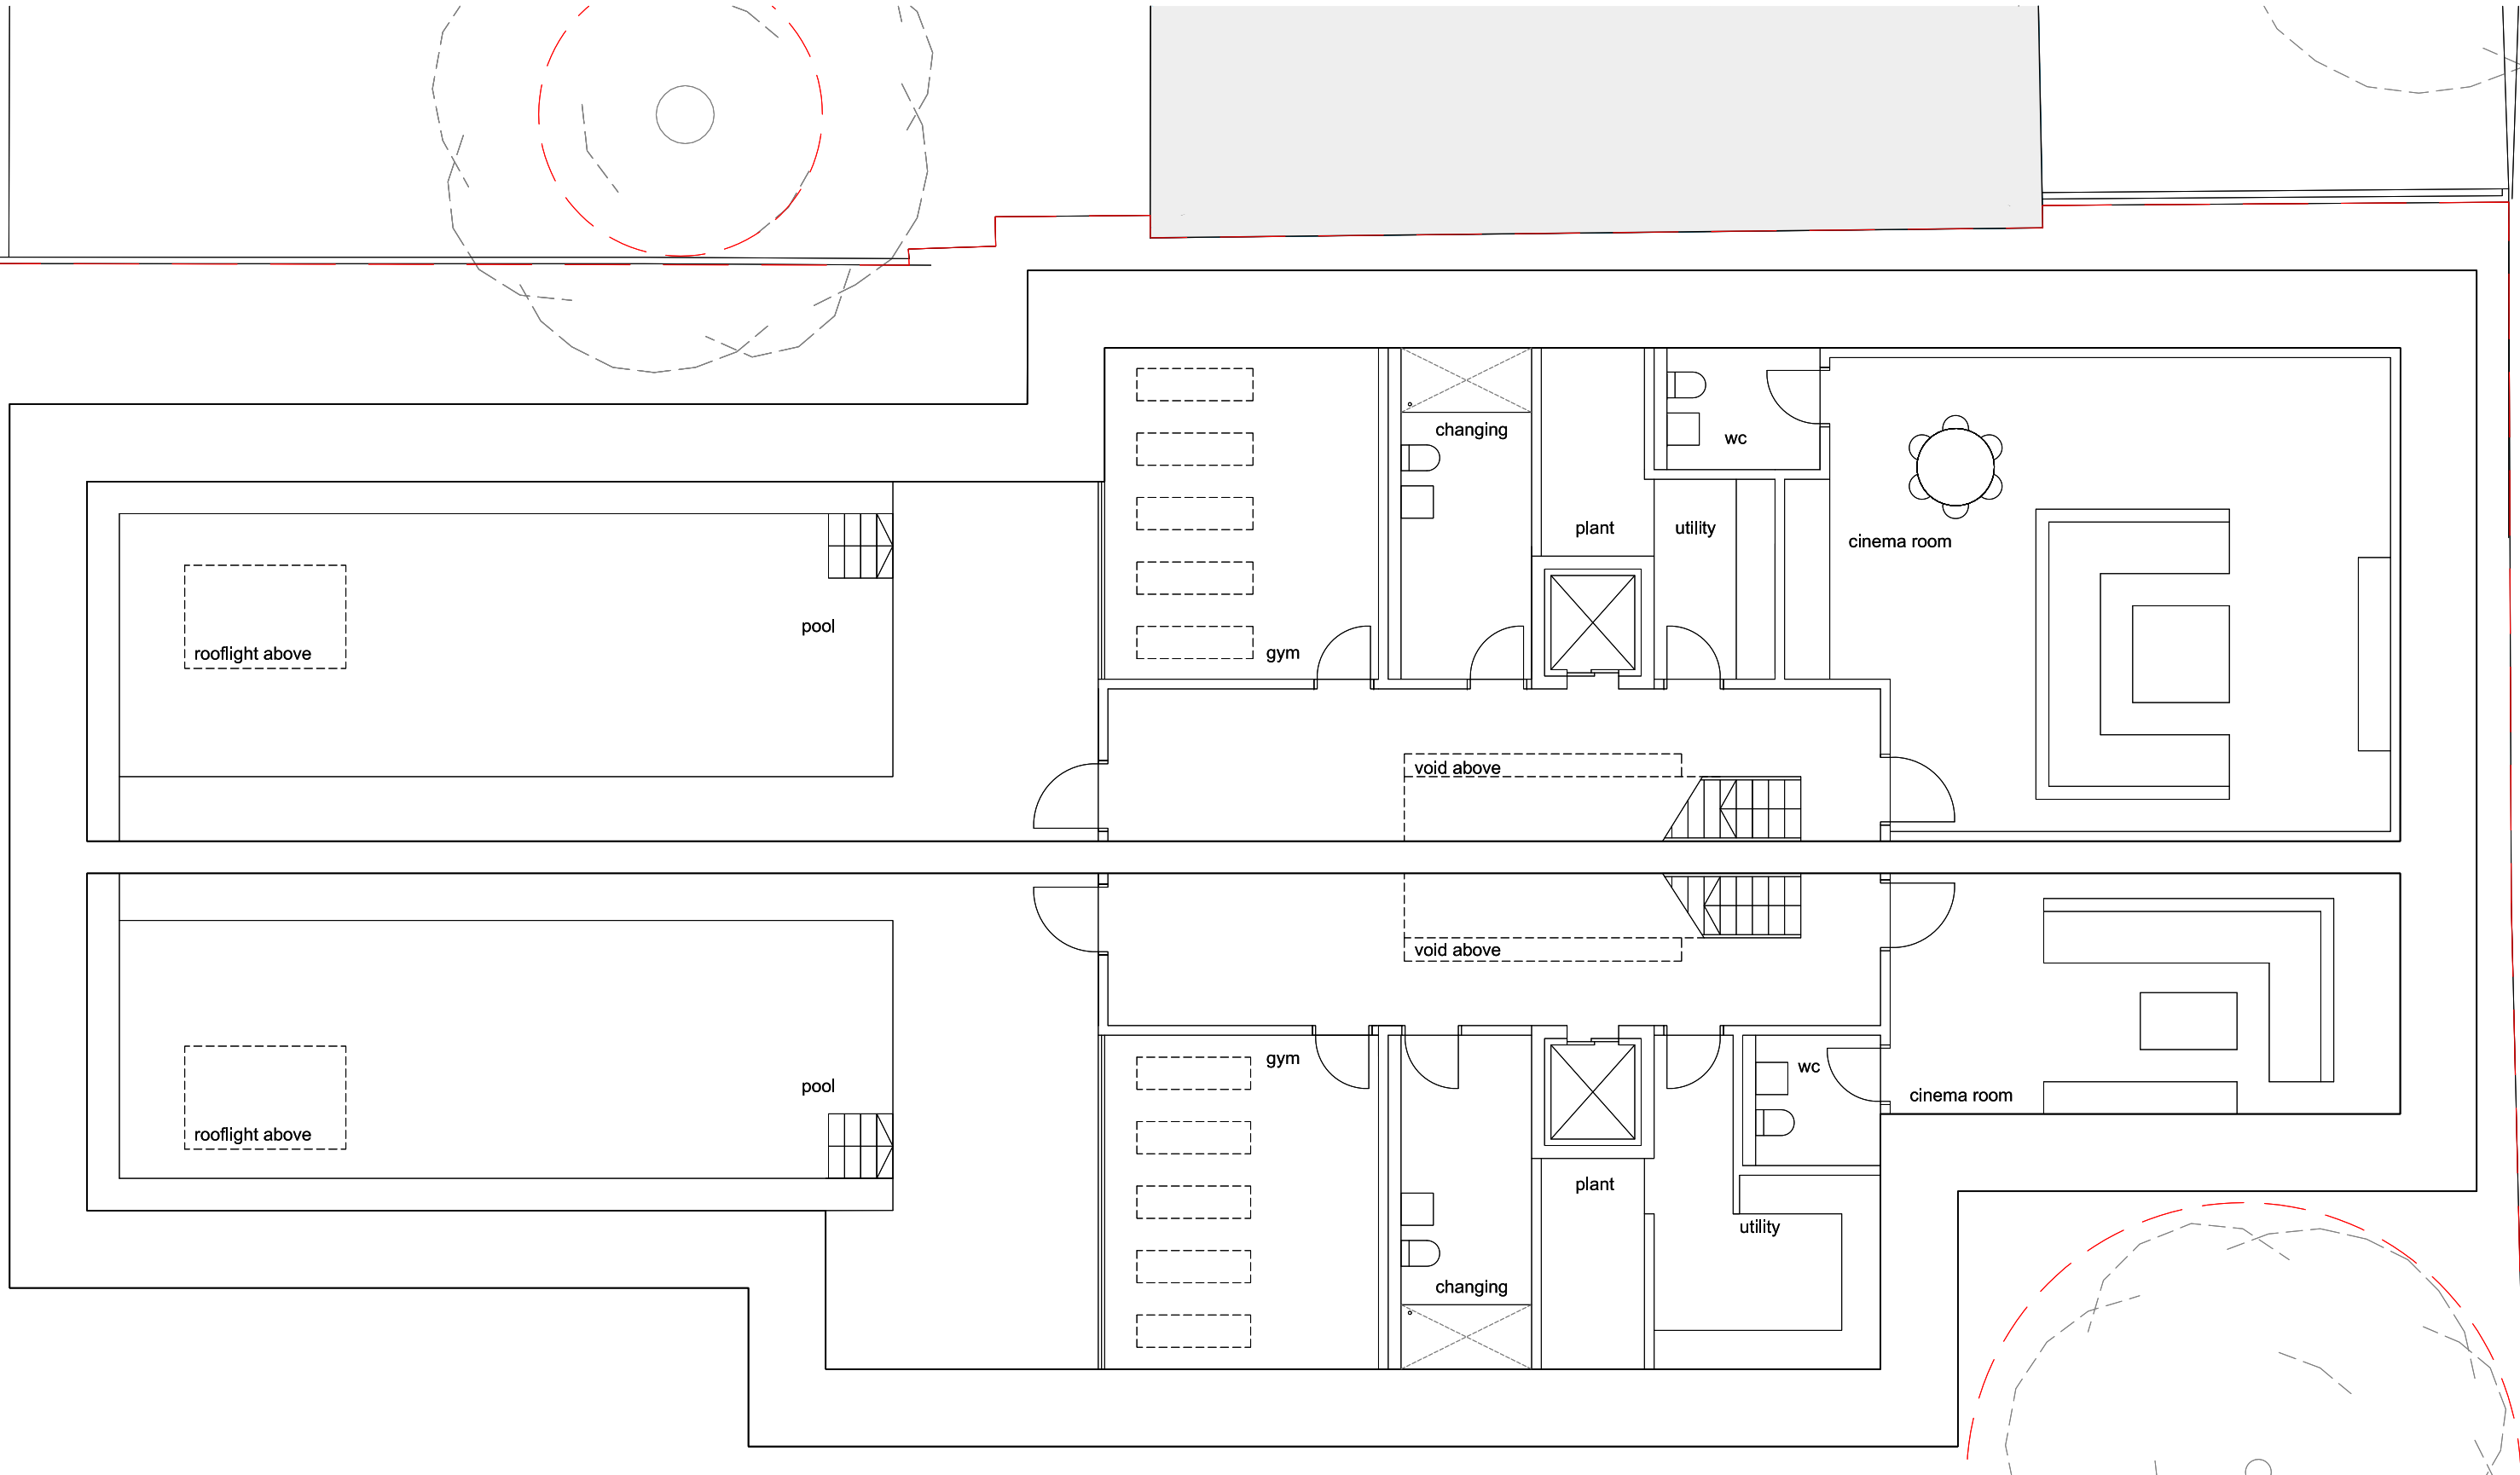 changing
wc
plant
utility
cinema room
pool
rooflight above
gym
void above
void above
gym
wc
pool
cinema room
rooflight above
plant
utility
changing